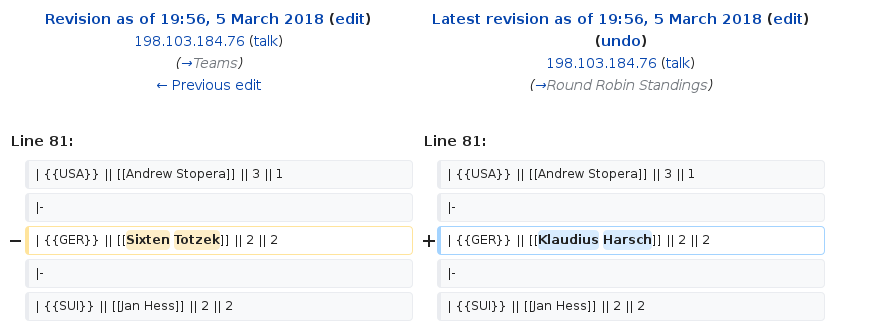 Revision as of 19:56, 5 March 2018 (edit)
198.103.184.76 (talk)
(→Teams)
← Previous edit
Latest revision as of 19:56, 5 March 2018 (edit)
(undo)
198.103.184.76 (talk)
(→Round Robin Standings)
Line 81:
Line 81:
| {{USA}} || [[Andrew Stopera]] || 3 || 1
| {{USA}} || [[Andrew Stopera]] || 3 || 1
|-
|-
− | {{GER}} || [[Sixten Totzek]] || 2 || 2
+ | {{GER}} || [[Klaudius Harsch]] || 2 || 2
|-
|-
| {{SUI}} || [[Jan Hess]] || 2 || 2
| {{SUI}} || [[Jan Hess]] || 2 || 2